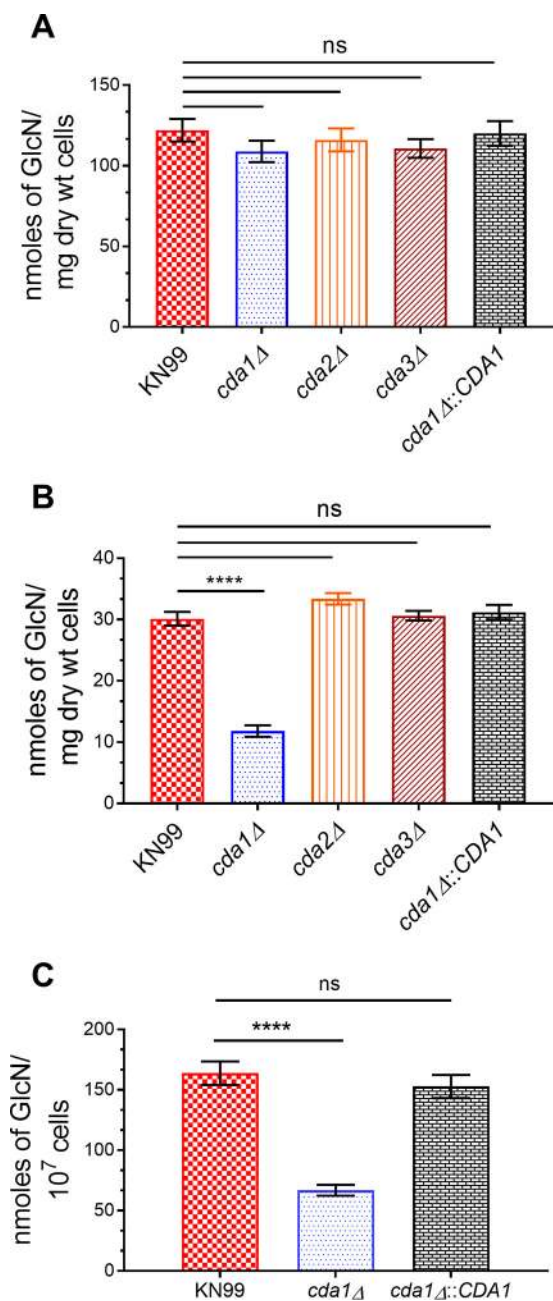 A
ns
nmoles of GlcN/
mg dry wt cells
150
100
50
0
KN99
cda1Δ
cda2Δ
cda3Δ
cda1Δ::CDA1
B
ns
****
nmoles of GlcN/
mg dry wt cells
40
30
20
10
0
KN99
cda1Δ
cda2Δ
cda3Δ
cda1Δ::CDA1
C
ns
****
nmoles of GlcN/
10⁷ cells
200
150
100
50
0
KN99
cda1Δ
cda1Δ::CDA1